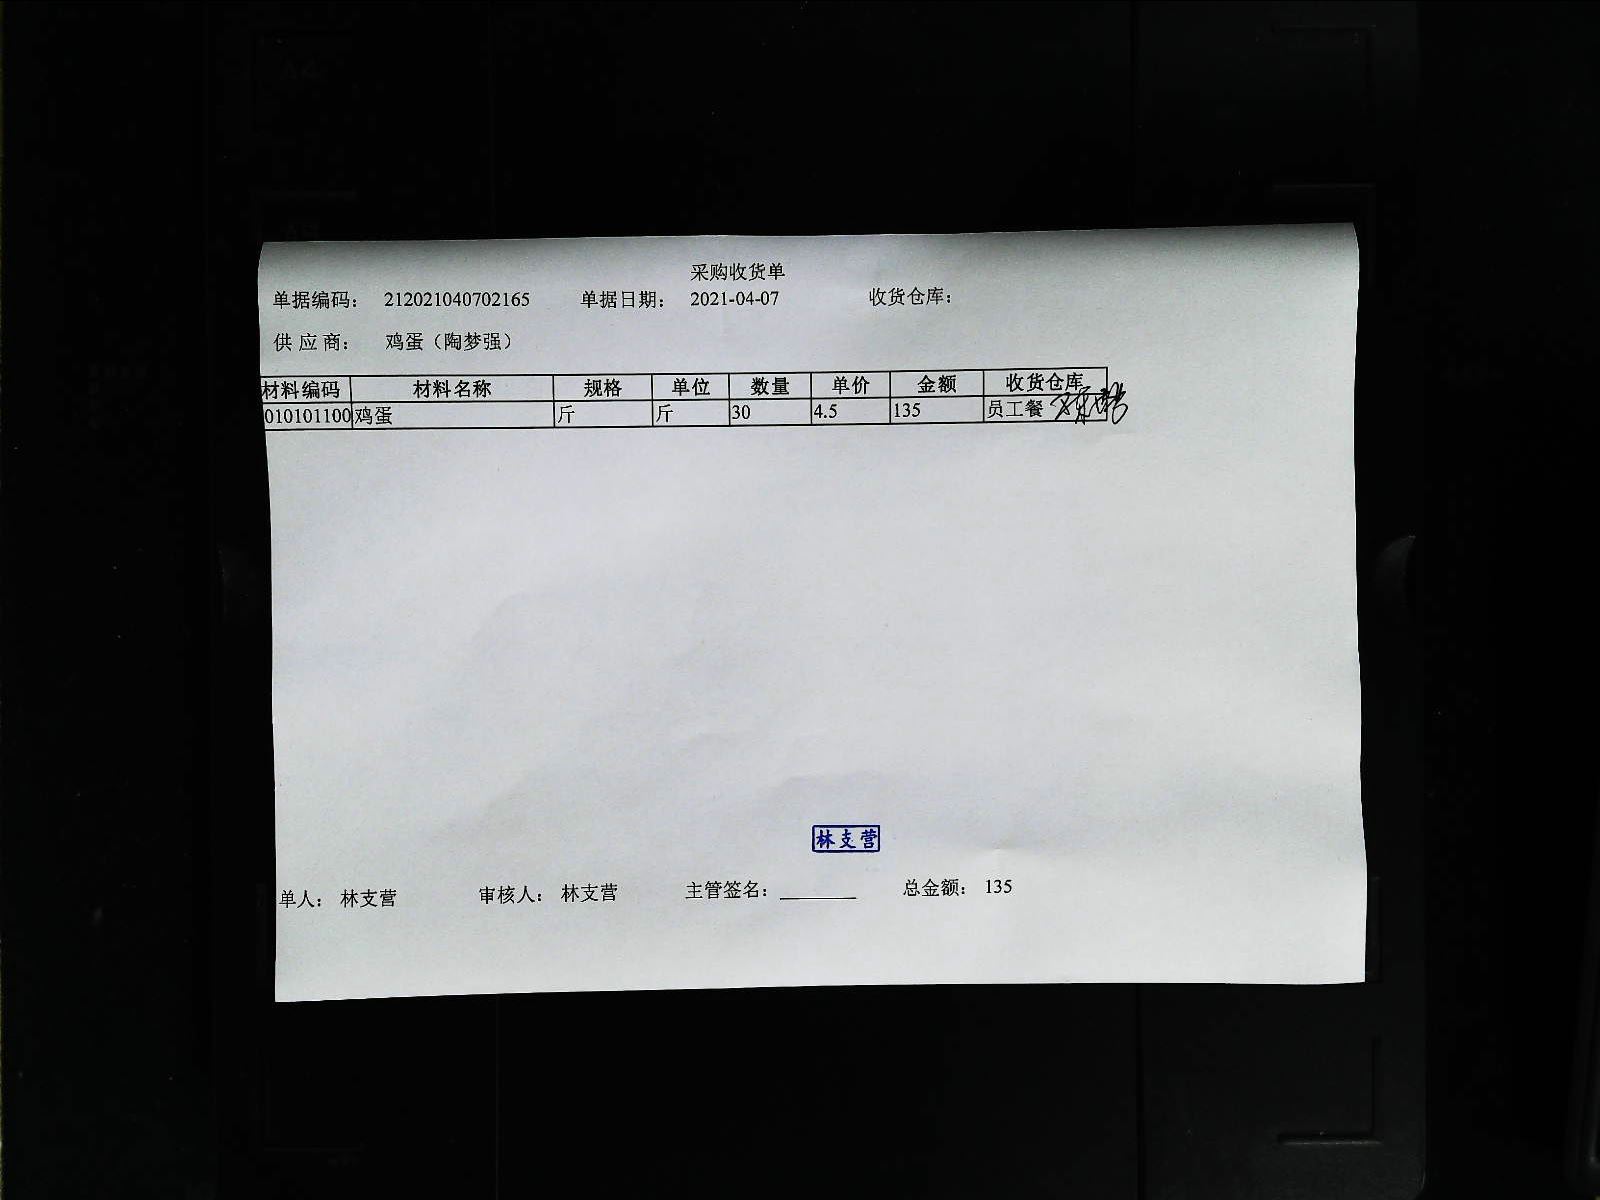 采购收货单
单据编码： 212021040702165 单据日期： 2021-04-07 收货仓库：
供 应 商： 鸡蛋（陶梦强）
材料编码 材料名称 规格 单位 数量 单价 金额 收货仓库
010101100 鸡蛋 斤 斤 30 4.5 135 员工餐
林支营
单人： 林支营 审核人： 林支营 主管签名： 总金额： 135